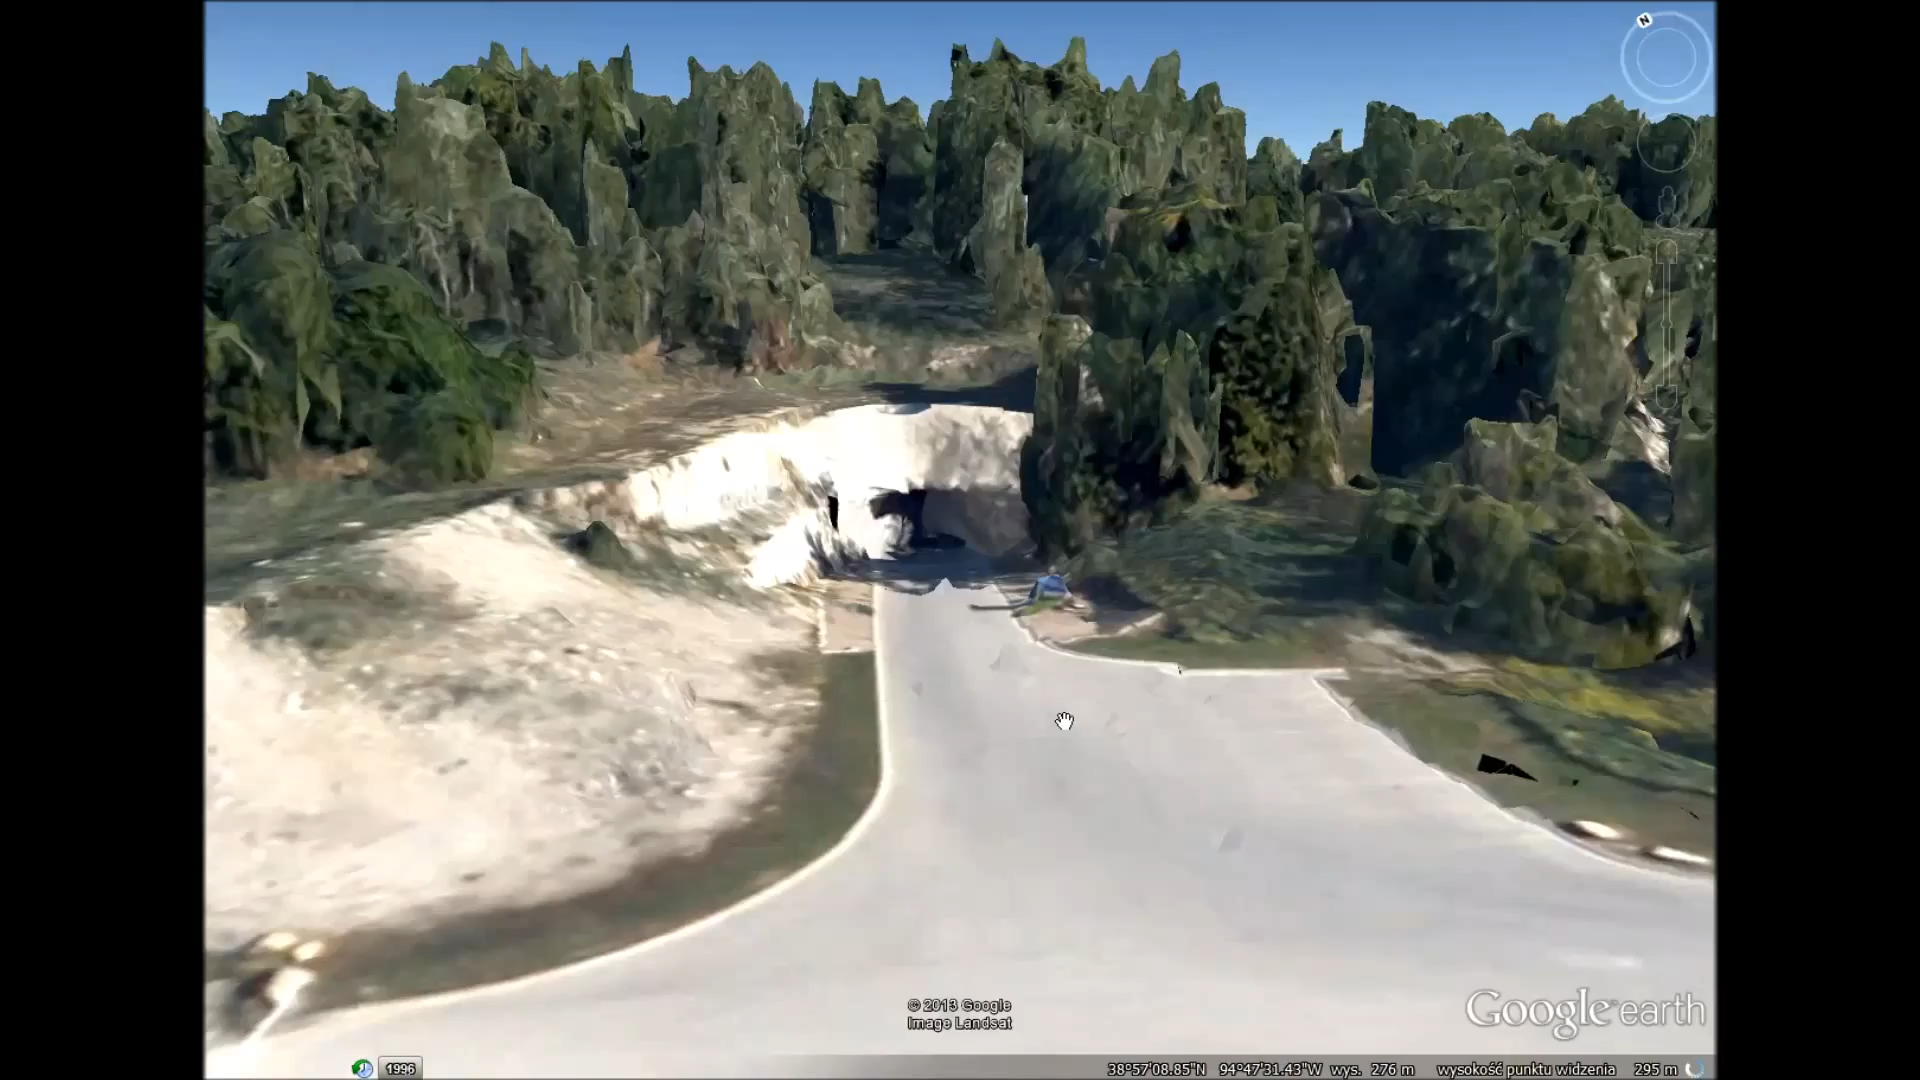 N
© 2013 Google
Image Landsat
Google earth
1996
38°57'08.85"N 94°47'31.43"W wys. 276 m wysokość punktu widzenia 295 m